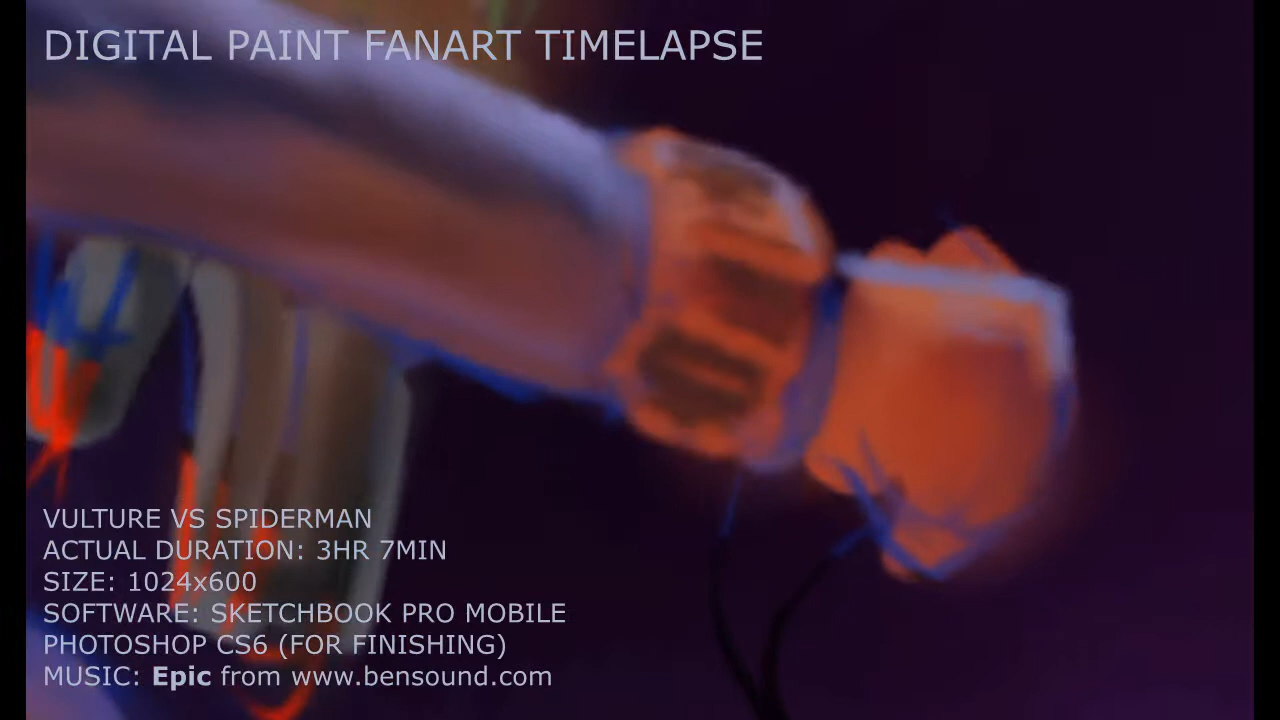 DIGITAL PAINT FANART TIMELAPSE
VULTURE VS SPIDERMAN
ACTUAL DURATION: 3HR 7MIN
SIZE: 1024x600
SOFTWARE: SKETCHBOOK PRO MOBILE
PHOTOSHOP CS6 (FOR FINISHING)
MUSIC: Epic from www.bensound.com